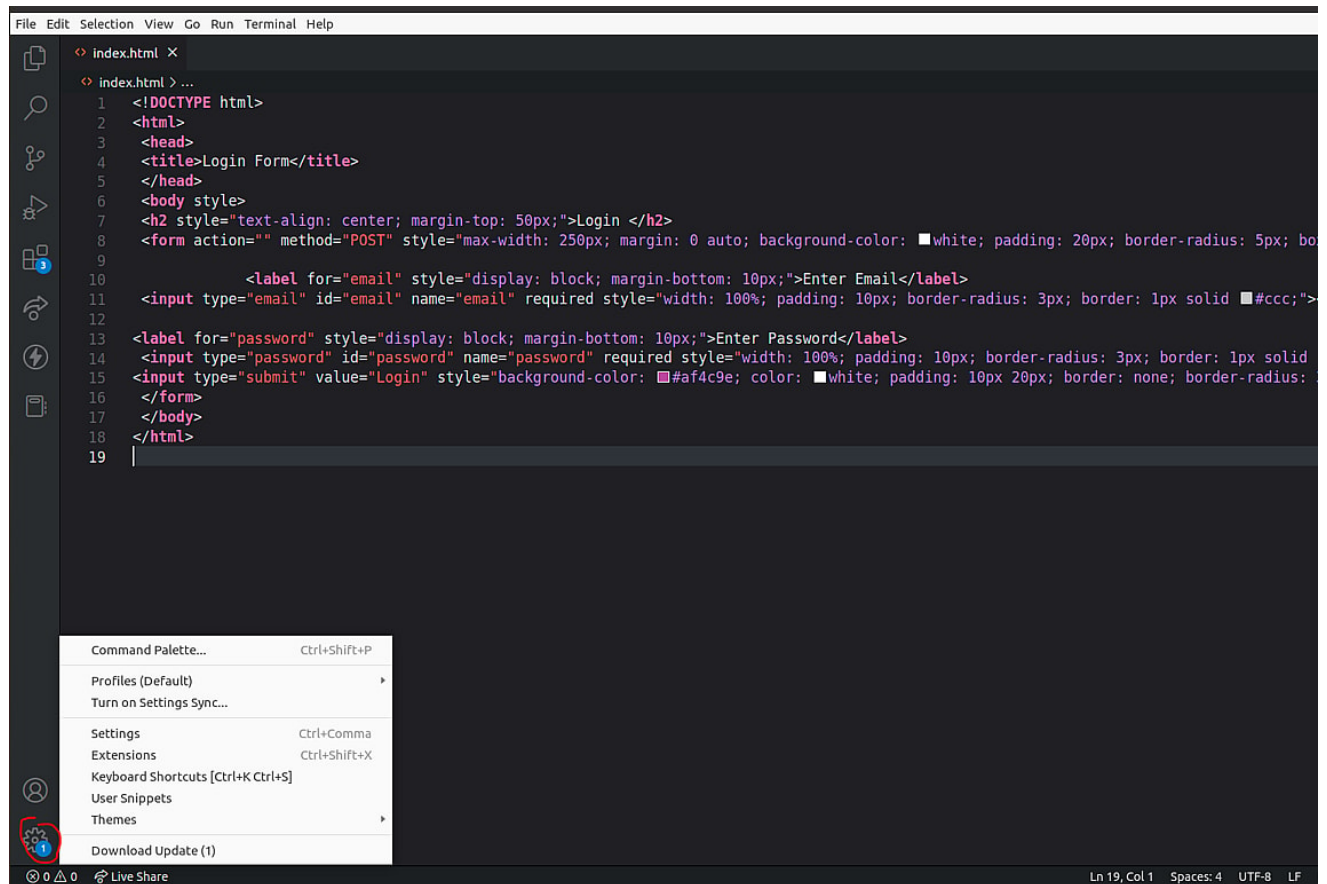 File Edit Selection View Go Run Terminal Help
<> index.html ×
<> index.html > ...
1 <!DOCTYPE html>
2 <html>
3 <head>
4 <title>Login Form</title>
5 </head>
6 <body style>
7 <h2 style="text-align: center; margin-top: 50px;">Login </h2>
8 <form action="" method="POST" style="max-width: 250px; margin: 0 auto; background-color: white; padding: 20px; border-radius: 5px; bo
9
10 <label for="email" style="display: block; margin-bottom: 10px;">Enter Email</label>
11 <input type="email" id="email" name="email" required style="width: 100%; padding: 10px; border-radius: 3px; border: 1px solid #ccc;">
12
13 <label for="password" style="display: block; margin-bottom: 10px;">Enter Password</label>
14 <input type="password" id="password" name="password" required style="width: 100%; padding: 10px; border-radius: 3px; border: 1px solid
15 <input type="submit" value="Login" style="background-color: #af4c9e; color: white; padding: 10px 20px; border: none; border-radius:
16 </form>
17 </body>
18 </html>
19
3
Command Palette... Ctrl+Shift+P
Profiles (Default)
Turn on Settings Sync...
Settings Ctrl+Comma
Extensions Ctrl+Shift+X
Keyboard Shortcuts [Ctrl+K Ctrl+S]
User Snippets
Themes
Download Update (1)
1
0 0 Live Share Ln 19, Col 1 Spaces: 4 UTF-8 LF